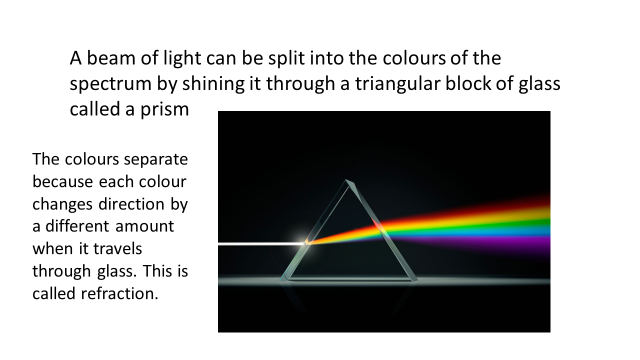 A beam of light can be split into the colours of the
spectrum by shining it through a triangular block of glass
called a prism
The colours separate
because each colour
changes direction by
a different amount
when it travels
through glass. This is
called refraction.